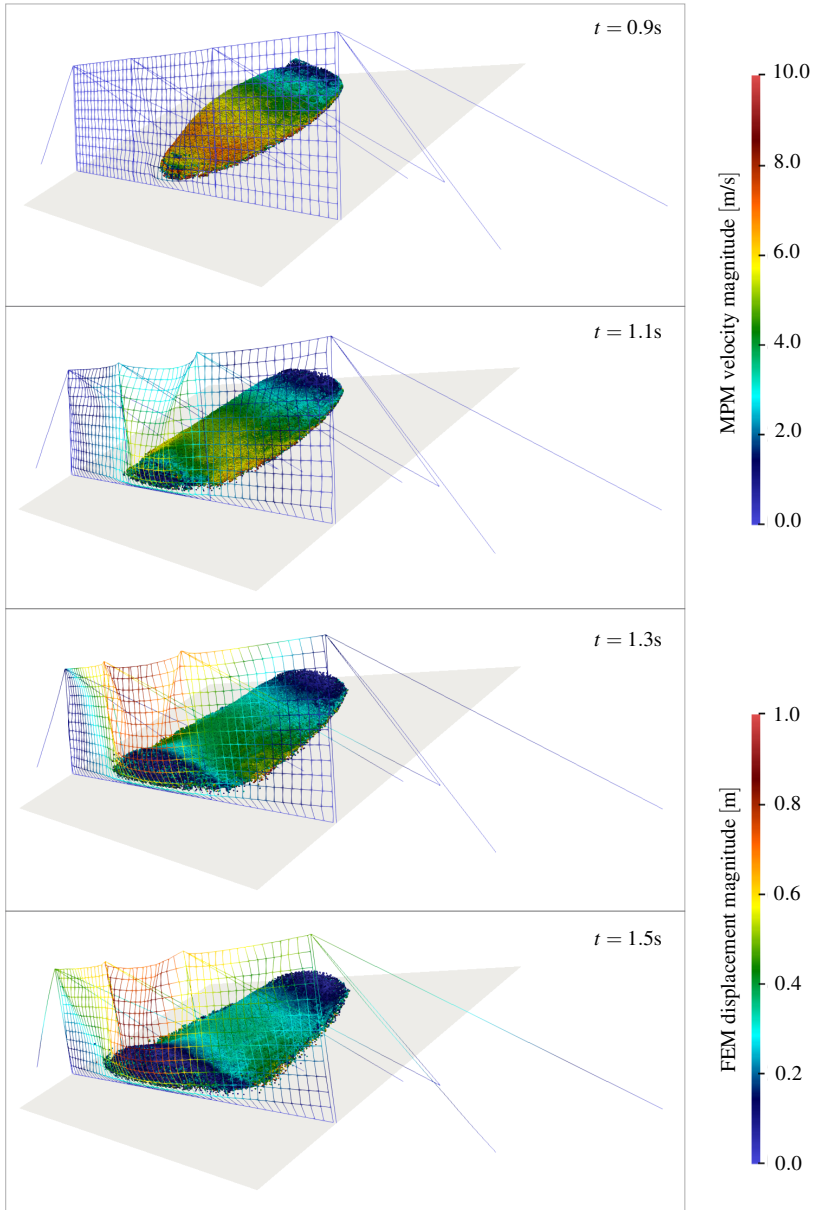 t = 0.9s
t = 1.1s
t = 1.3s
t = 1.5s
MPM velocity magnitude [m/s]
10.0
8.0
6.0
4.0
2.0
0.0
FEM displacement magnitude [m]
1.0
0.8
0.6
0.4
0.2
0.0